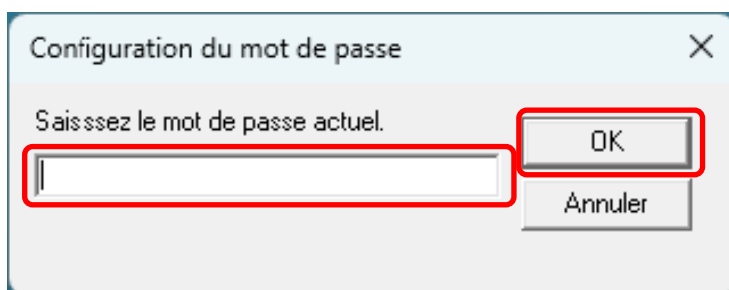 Configuration du mot de passe
Saisssez le mot de passe actuel.
OK
Annuler